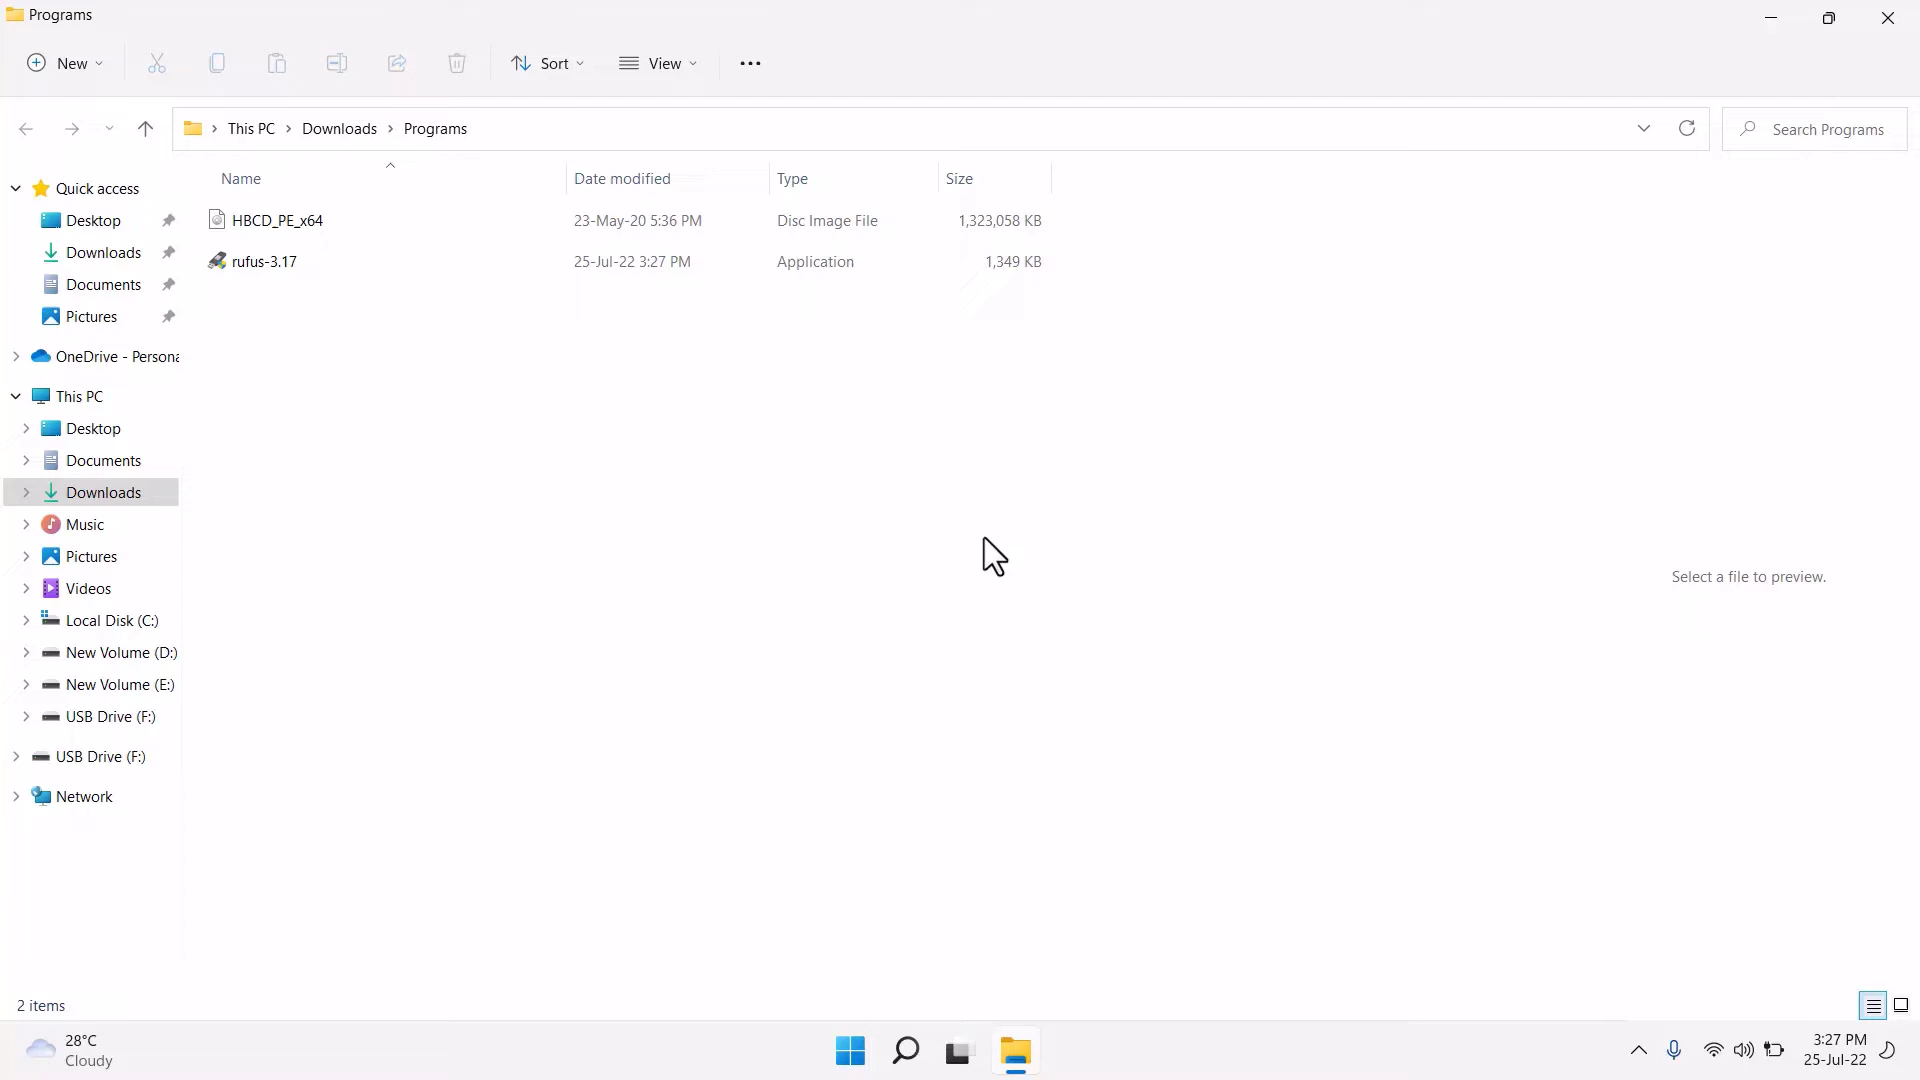 Programs
New
Sort
View
This PC
Downloads
Programs
Search Programs
Name
Date modified
Type
Size
HBCD_PE_x64
23-May-20 5:36 PM
Disc Image File
1,323,058 KB
rufus-3.17
25-Jul-22 3:27 PM
Application
1,349 KB
Quick access
Desktop
Downloads
Documents
Pictures
OneDrive - Persona
This PC
Desktop
Documents
Downloads
Music
Pictures
Videos
Local Disk (C:)
New Volume (D:)
New Volume (E:)
USB Drive (F:)
USB Drive (F:)
Network
Select a file to preview.
2 items
28°C
Cloudy
3:27 PM
25-Jul-22